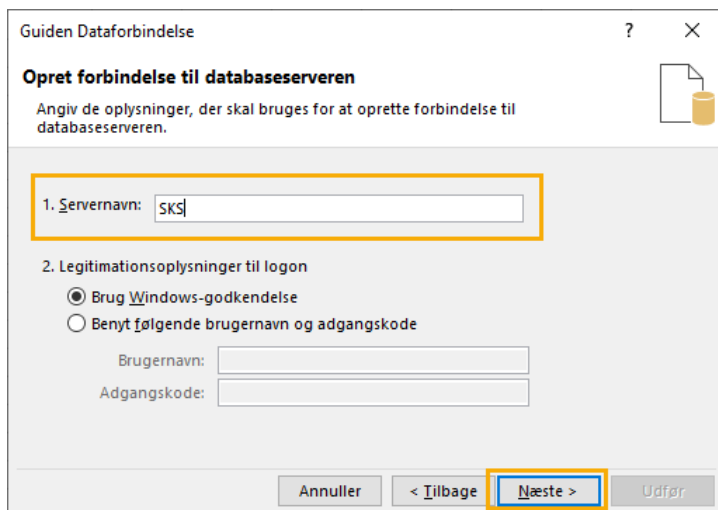 Guiden Dataforbindelse
?
Opret forbindelse til databaseserveren
Angiv de oplysninger, der skal bruges for at oprette forbindelse til
databaseserveren.
1. Servernavn: SKS
2. Legitimationsoplysninger til logon
Brug Windows-godkendelse
Benyt følgende brugernavn og adgangskode
Brugernavn:
Adgangskode:
Annuller < Tilbage Næste > Udfør